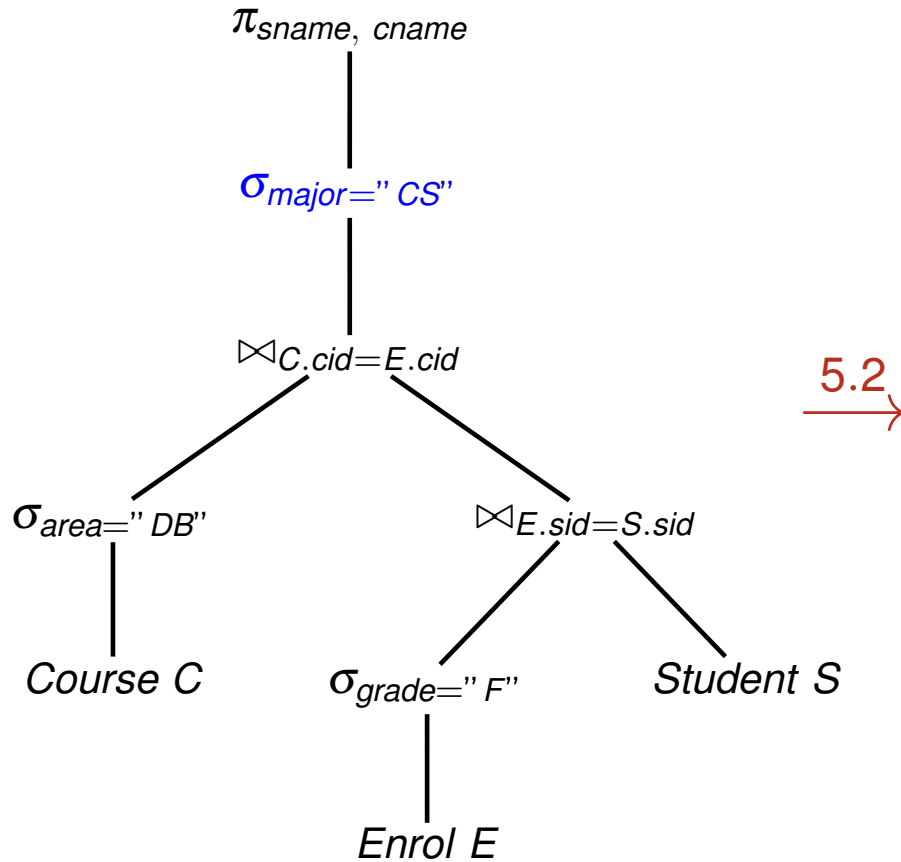 π sname, cname
σ major=" CS"
⋈ C.cid=E.cid
5.2
σ area=" DB"
⋈ E.sid=S.sid
Course C
σ grade=" F"
Student S
Enrol E